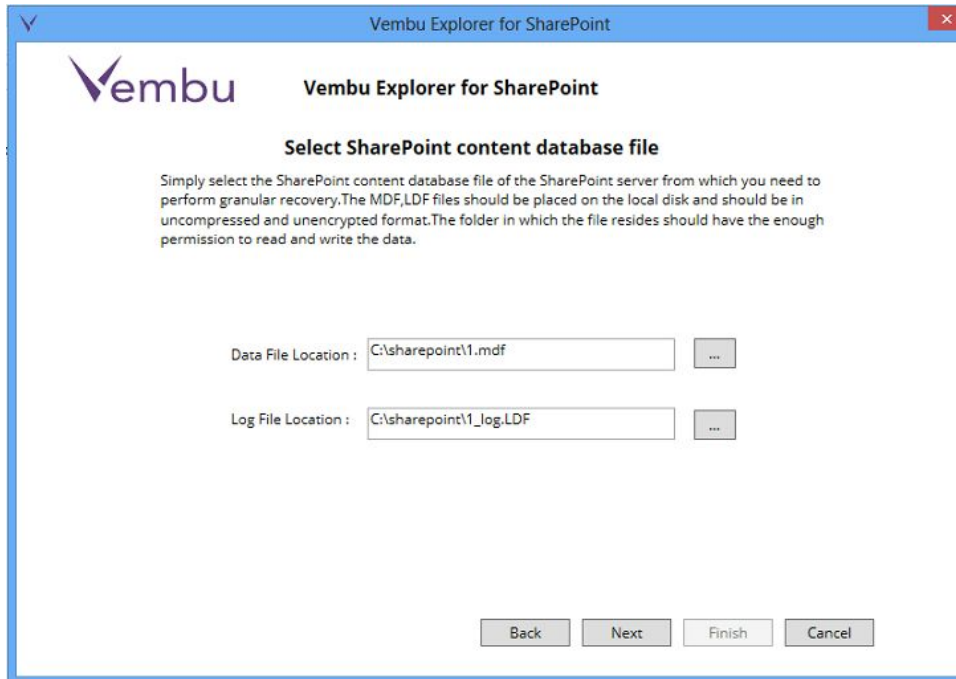 Vembu Explorer for SharePoint
Vembu
Vembu Explorer for SharePoint
Select SharePoint content database file
Simply select the SharePoint content database file of the SharePoint server from which you need to
perform granular recovery.The MDF,LDF files should be placed on the local disk and should be in
uncompressed and unencrypted format.The folder in which the file resides should have the enough
permission to read and write the data.
Data File Location : C:\sharepoint\1.mdf ...
Log File Location : C:\sharepoint\1_log.LDF ...
Back Next Finish Cancel